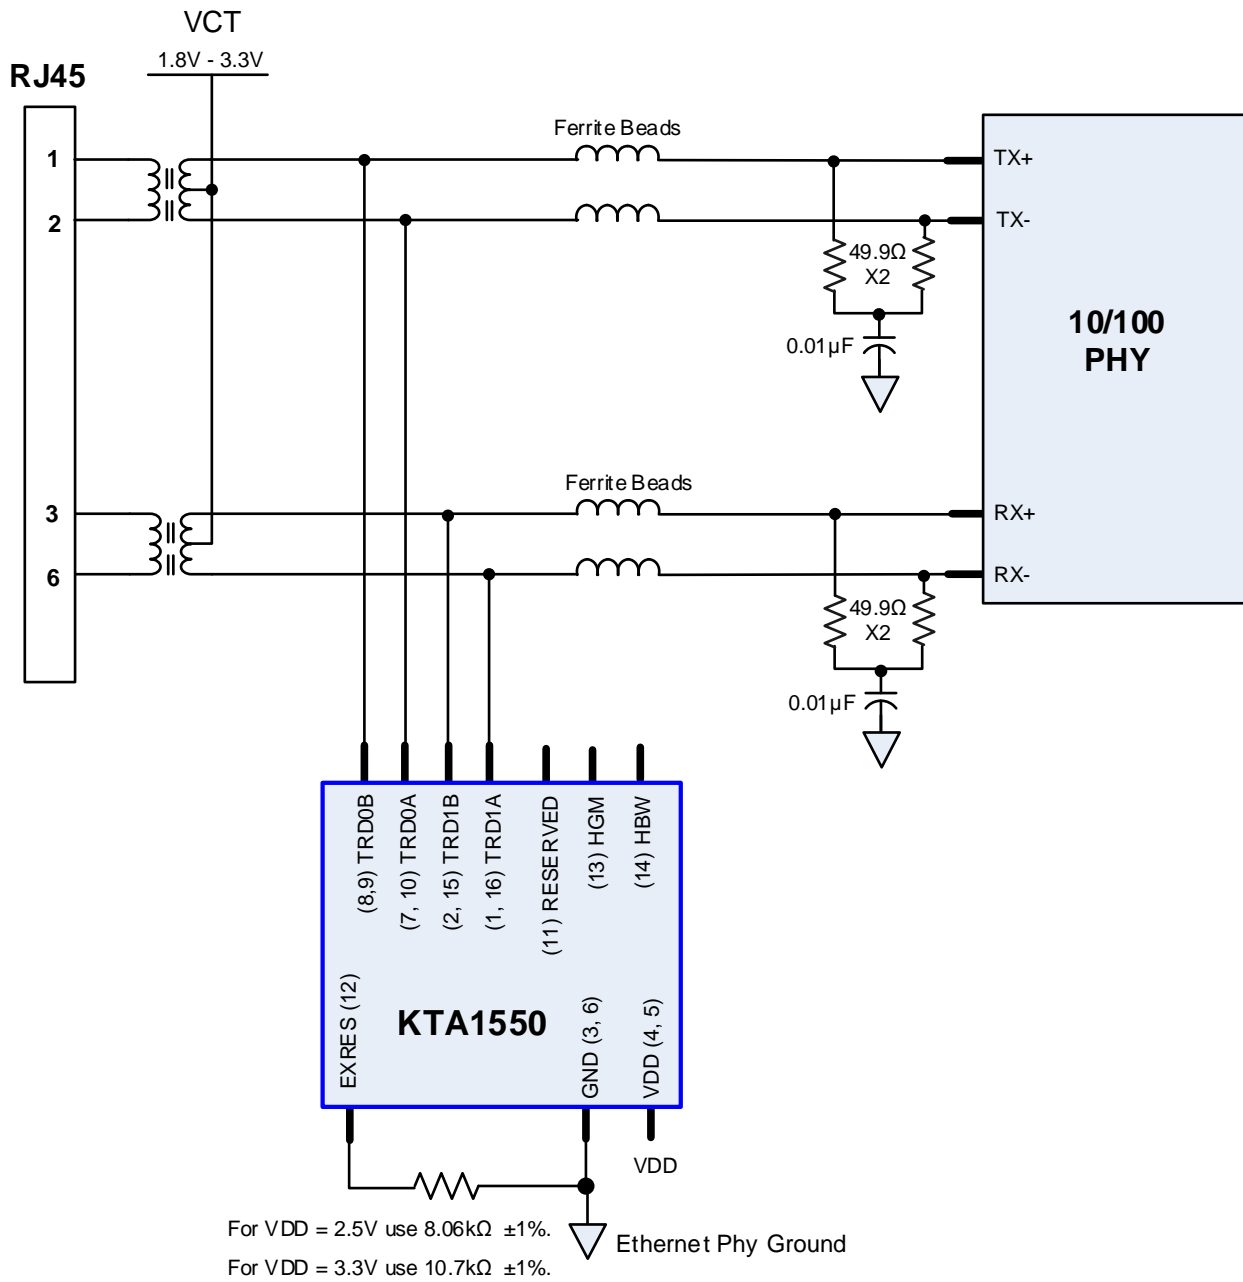 VCT
1.8V - 3.3V
RJ45
Ferrite Beads
1
TX+
2
TX-
49.9Ω
X2
10/100
PHY
0.01µF
Ferrite Beads
3
RX+
6
RX-
49.9Ω
X2
0.01µF
(8,9) TRD0B
(7, 10) TRD0A
(2, 15) TRD1B
(1, 16) TRD1A
(11) RESERVED
(13) HGM
(14) HBW
EXRES (12)
KTA1550
GND (3, 6)
VDD (4, 5)
VDD
For VDD = 2.5V use 8.06kΩ ±1%.
Ethernet Phy Ground
For VDD = 3.3V use 10.7kΩ ±1%.